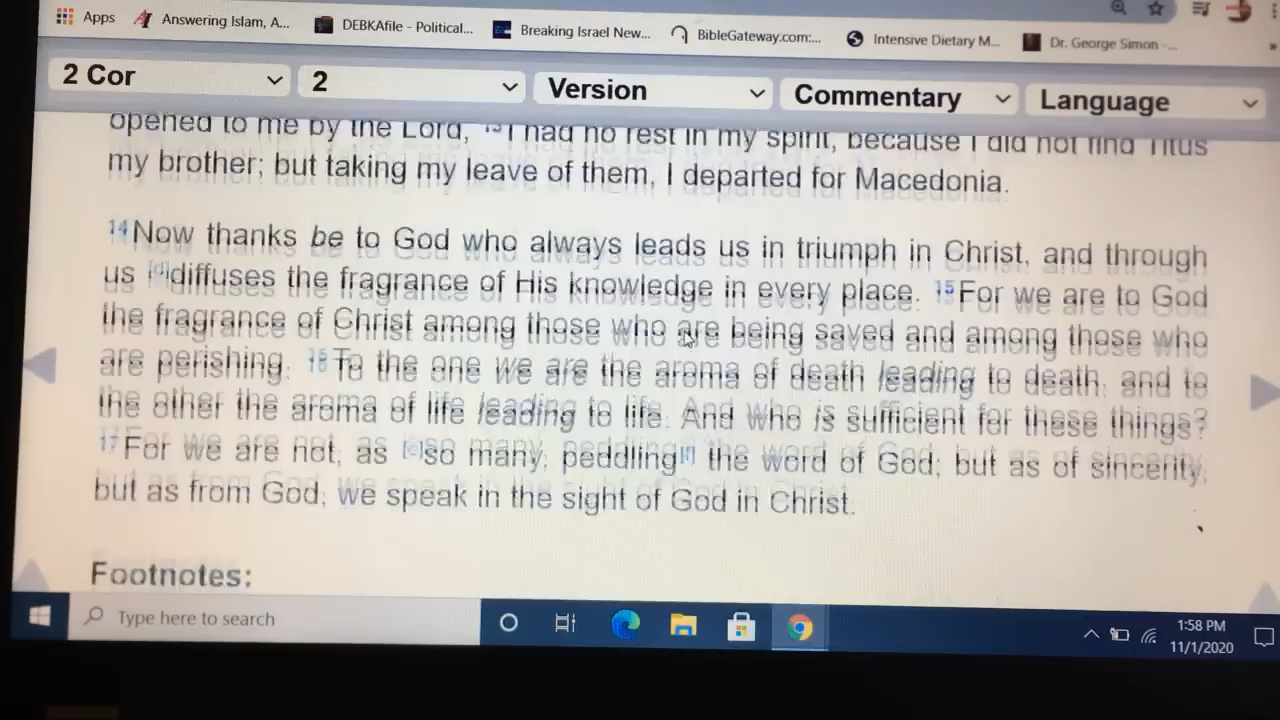 Apps Answering Islam, A... DEBKAfile - Political... Breaking Israel New... BibleGateway.com:... Intensive Dietary M... Dr. George Simon -... »
2 Cor 2 Version Commentary Language
opened to me by the Lord, 13 I had no rest in my spirit, because I did not find Titus
my brother; but taking my leave of them, I departed for Macedonia.
14 Now thanks be to God who always leads us in triumph in Christ, and through
us [d]diffuses the fragrance of His knowledge in every place. 15 For we are to God
the fragrance of Christ among those who are being saved and among those who
are perishing. 16 To the one we are the aroma of death leading to death, and to
the other the aroma of life leading to life. And who is sufficient for these things?
17 For we are not, as [e]so many, peddling[f] the word of God; but as of sincerity,
but as from God, we speak in the sight of God in Christ.
Footnotes:
Type here to search
1:58 PM
11/1/2020